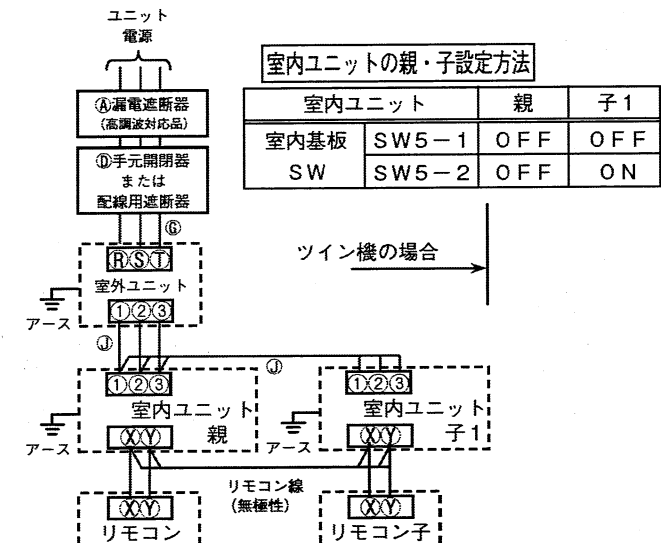 ユニット
電源
Ⓐ漏電遮断器
(高調波対応品)
Ⓓ手元開閉器
または
配線用遮断器
Ⓖ
ⓇⓈⓉ
室外ユニット
①②③
アース
Ⓙ
Ⓙ
①②③
室内ユニット
親
ⓍⓎ
アース
①②③
室内ユニット
子1
ⓍⓎ
アース
リモコン線
(無極性)
ⓍⓎ
リモコン
ⓍⓎ
リモコン子
室内ユニットの親・子設定方法
室内ユニット 親 子1
室内基板 SW5-1 OFF OFF
SW SW5-2 OFF ON
ツイン機の場合